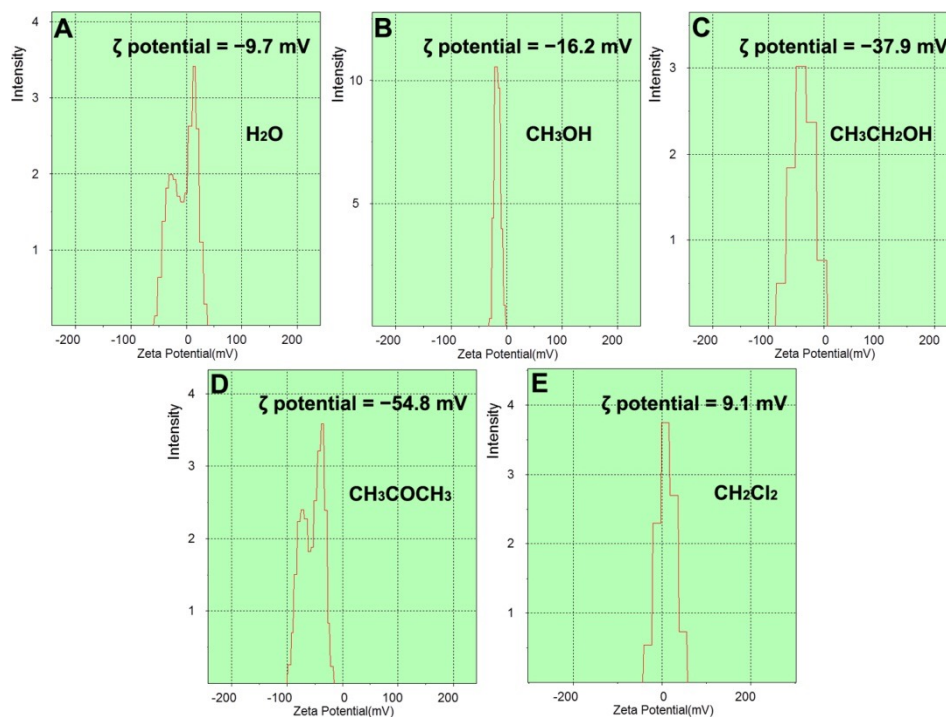 A
ζ potential = −9.7 mV
H₂O
Intensity
4
3
2
1
-200 -100 0 100 200
Zeta Potential(mV)
B
ζ potential = −16.2 mV
CH₃OH
Intensity
10
5
-200 -100 0 100 200
Zeta Potential(mV)
C
ζ potential = −37.9 mV
CH₃CH₂OH
Intensity
3
2
1
-200 -100 0 100 200
Zeta Potential(mV)
D
ζ potential = −54.8 mV
CH₃COCH₃
Intensity
4
3
2
1
-200 -100 0 100 200
Zeta Potential(mV)
E
ζ potential = 9.1 mV
CH₂Cl₂
Intensity
4
3
2
1
-200 0 200
Zeta Potential(mV)